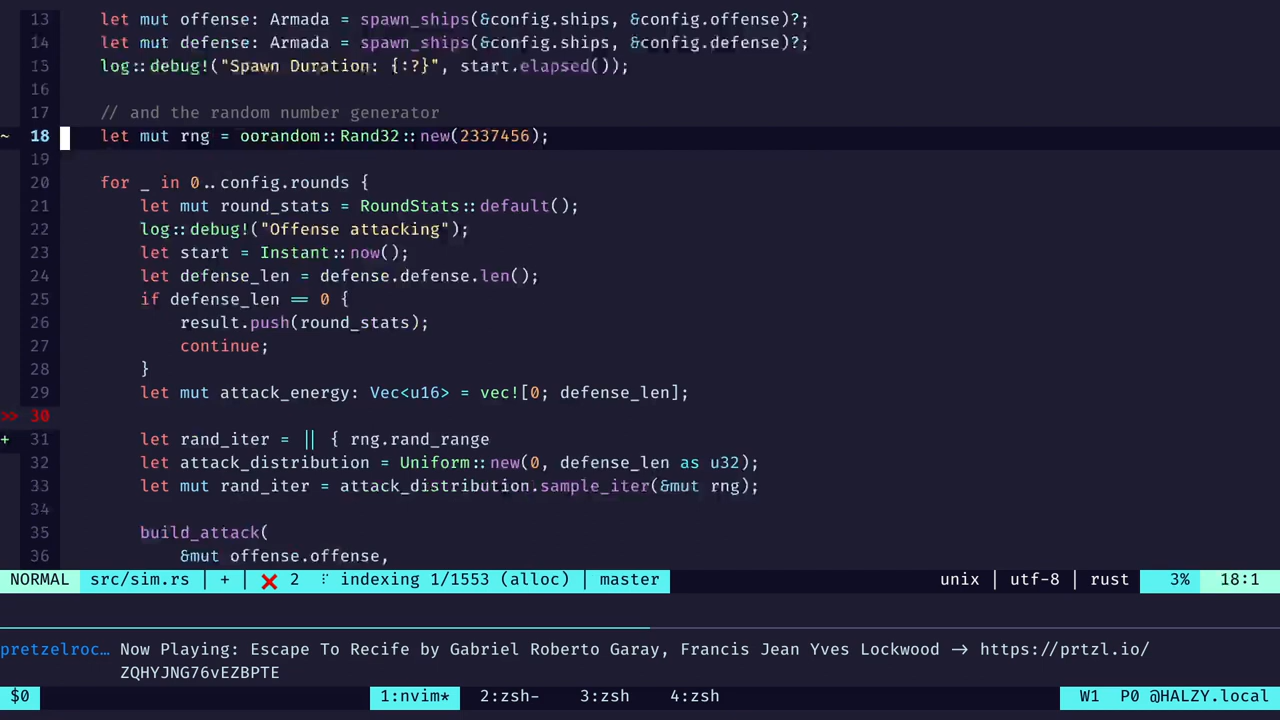 13 let mut offense: Armada = spawn_ships(&config.ships, &config.offense)?;
14 let mut defense: Armada = spawn_ships(&config.ships, &config.defense)?;
15 log::debug!("Spawn Duration: {:?}", start.elapsed());
16
17 // and the random number generator
~ 18 let mut rng = oorandom::Rand32::new(2337456);
19
20 for _ in 0..config.rounds {
21 let mut round_stats = RoundStats::default();
22 log::debug!("Offense attacking");
23 let start = Instant::now();
24 let defense_len = defense.defense.len();
25 if defense_len == 0 {
26 result.push(round_stats);
27 continue;
28 }
29 let mut attack_energy: Vec<u16> = vec![0; defense_len];
>> 30
+ 31 let rand_iter = || { rng.rand_range
32 let attack_distribution = Uniform::new(0, defense_len as u32);
33 let mut rand_iter = attack_distribution.sample_iter(&mut rng);
34
35 build_attack(
36 &mut offense.offense,
NORMAL src/sim.rs | + | ❌ 2 ⠏ indexing 1/1553 (alloc) | master unix | utf-8 | rust 3% 18:1
pretzelroc… Now Playing: Escape To Recife by Gabriel Roberto Garay, Francis Jean Yves Lockwood -> https://prtzl.io/
ZQHYJNG76vEZBPTE
$0 1:nvim* 2:zsh- 3:zsh 4:zsh W1 P0 @HALZY.local